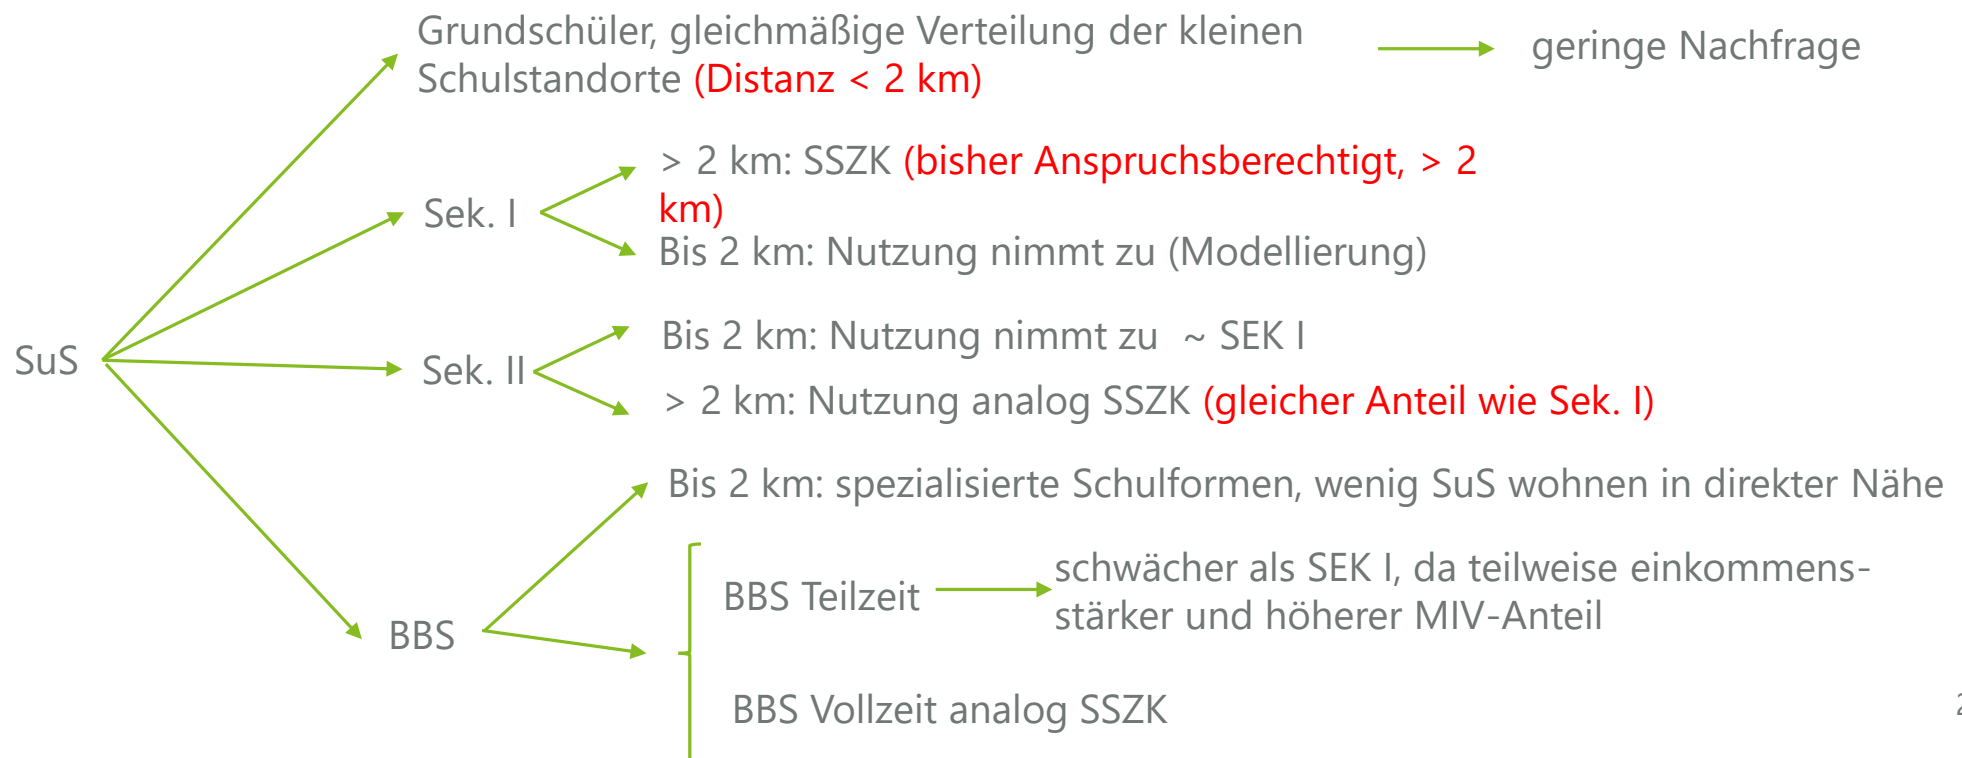 Grundschüler, gleichmäßige Verteilung der kleinen
Schulstandorte (Distanz < 2 km)
geringe Nachfrage
> 2 km: SSZK (bisher Anspruchsberechtigt, > 2
km)
Sek. I
Bis 2 km: Nutzung nimmt zu (Modellierung)
Bis 2 km: Nutzung nimmt zu ~ SEK I
SuS
Sek. II
> 2 km: Nutzung analog SSZK (gleicher Anteil wie Sek. I)
Bis 2 km: spezialisierte Schulformen, wenig SuS wohnen in direkter Nähe
BBS Teilzeit
schwächer als SEK I, da teilweise einkommens-
stärker und höherer MIV-Anteil
BBS
BBS Vollzeit analog SSZK